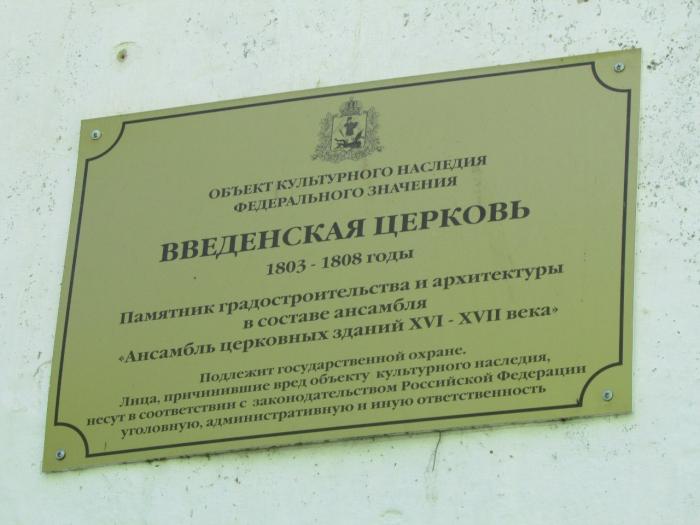 ОБЪЕКТ КУЛЬТУРНОГО НАСЛЕДИЯ
ФЕДЕРАЛЬНОГО ЗНАЧЕНИЯ
ВВЕДЕНСКАЯ ЦЕРКОВЬ
1803 - 1808 годы
Памятник градостроительства и архитектуры
в составе ансамбля
«Ансамбль церковных зданий XVI - XVII века»
Подлежит государственной охране.
Лица, причинившие вред объекту культурного наследия,
несут в соответствии с законодательством Российской Федерации
уголовную, административную и иную ответственность